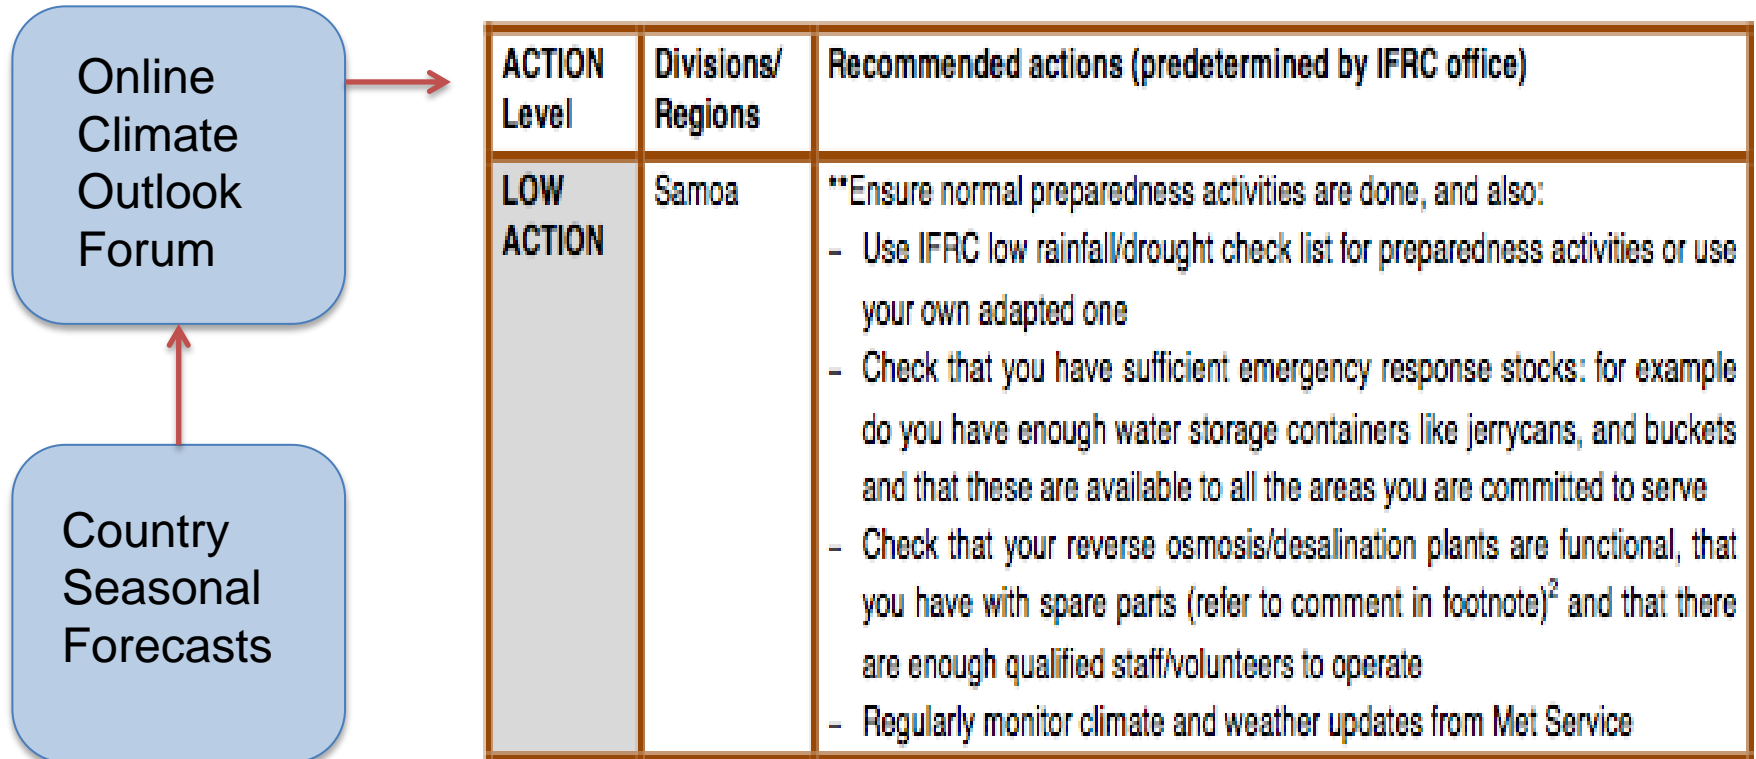 Online
Climate
Outlook
Forum
Country
Seasonal
Forecasts
ACTION
Level
Divisions/
Regions
Recommended actions (predetermined by IFRC office)
LOW
ACTION
Samoa
**Ensure normal preparedness activities are done, and also:
– Use IFRC low rainfall/drought check list for preparedness activities or use
your own adapted one
– Check that you have sufficient emergency response stocks: for example
do you have enough water storage containers like jerrycans, and buckets
and that these are available to all the areas you are committed to serve
– Check that your reverse osmosis/desalination plants are functional, that
you have with spare parts (refer to comment in footnote)² and that there
are enough qualified staff/volunteers to operate
– Regularly monitor climate and weather updates from Met Service